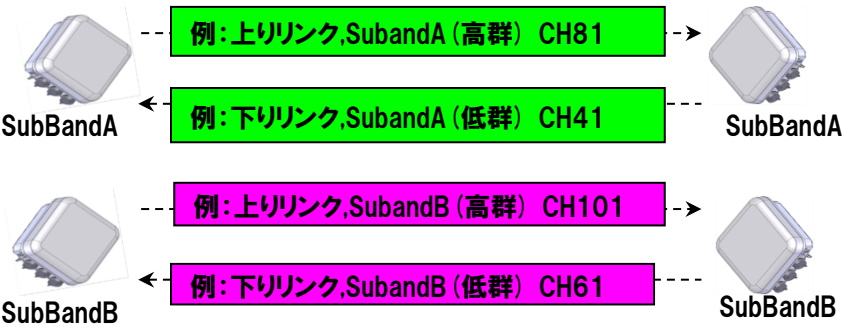 例：上りリンク,SubandA（高群） CH81
例：下りリンク,SubandA（低群） CH41
SubBandA
SubBandA
例：上りリンク,SubandB（高群） CH101
例：下りリンク,SubandB（低群） CH61
SubBandB
SubBandB